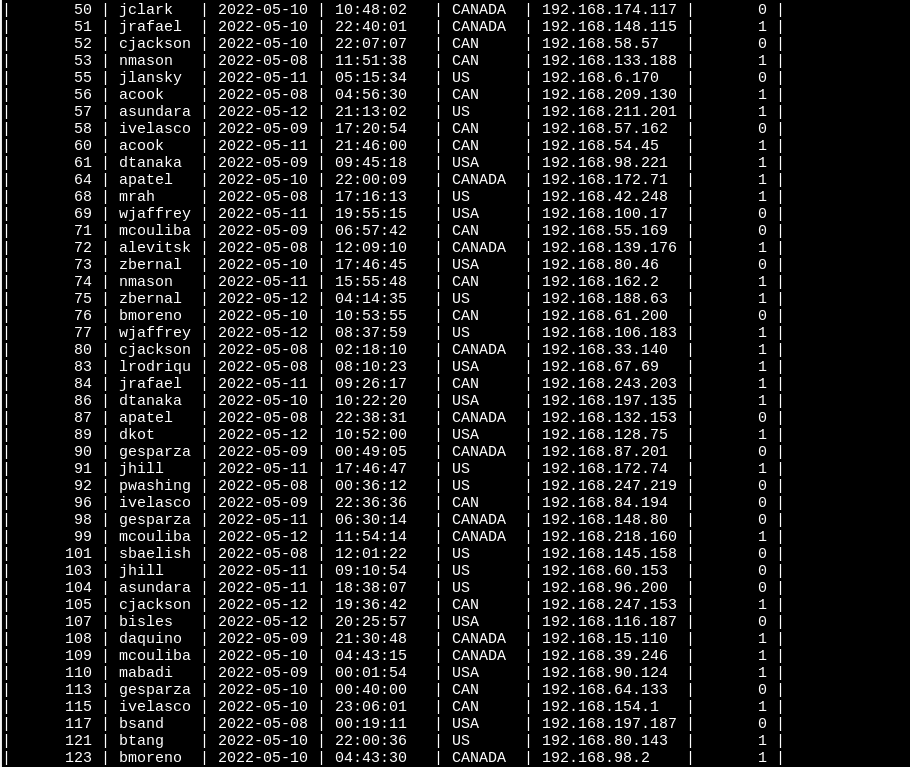 |       50 | jclark   | 2022-05-10 | 10:48:02   | CANADA  | 192.168.174.117 |       0 |
|       51 | jrafael  | 2022-05-10 | 22:40:01   | CANADA  | 192.168.148.115 |       1 |
|       52 | cjackson | 2022-05-10 | 22:07:07   | CAN     | 192.168.58.57   |       0 |
|       53 | nmason   | 2022-05-08 | 11:51:38   | CAN     | 192.168.133.188 |       1 |
|       55 | jlansky  | 2022-05-11 | 05:15:34   | US      | 192.168.6.170   |       0 |
|       56 | acook    | 2022-05-08 | 04:56:30   | CAN     | 192.168.209.130 |       1 |
|       57 | asundara | 2022-05-12 | 21:13:02   | US      | 192.168.211.201 |       1 |
|       58 | ivelasco | 2022-05-09 | 17:20:54   | CAN     | 192.168.57.162  |       0 |
|       60 | acook    | 2022-05-11 | 21:46:00   | CAN     | 192.168.54.45   |       1 |
|       61 | dtanaka  | 2022-05-09 | 09:45:18   | USA     | 192.168.98.221  |       1 |
|       64 | apatel   | 2022-05-10 | 22:00:09   | CANADA  | 192.168.172.71  |       1 |
|       68 | mrah     | 2022-05-08 | 17:16:13   | US      | 192.168.42.248  |       1 |
|       69 | wjaffrey | 2022-05-11 | 19:55:15   | USA     | 192.168.100.17  |       0 |
|       71 | mcouliba | 2022-05-09 | 06:57:42   | CAN     | 192.168.55.169  |       0 |
|       72 | alevitsk | 2022-05-08 | 12:09:10   | CANADA  | 192.168.139.176 |       1 |
|       73 | zbernal  | 2022-05-10 | 17:46:45   | USA     | 192.168.80.46   |       0 |
|       74 | nmason   | 2022-05-11 | 15:55:48   | CAN     | 192.168.162.2   |       1 |
|       75 | zbernal  | 2022-05-12 | 04:14:35   | US      | 192.168.188.63  |       1 |
|       76 | bmoreno  | 2022-05-10 | 10:53:55   | CAN     | 192.168.61.200  |       0 |
|       77 | wjaffrey | 2022-05-12 | 08:37:59   | US      | 192.168.106.183 |       1 |
|       80 | cjackson | 2022-05-08 | 02:18:10   | CANADA  | 192.168.33.140  |       1 |
|       83 | lrodriqu | 2022-05-08 | 08:10:23   | USA     | 192.168.67.69   |       1 |
|       84 | jrafael  | 2022-05-11 | 09:26:17   | CAN     | 192.168.243.203 |       1 |
|       86 | dtanaka  | 2022-05-10 | 10:22:20   | USA     | 192.168.197.135 |       1 |
|       87 | apatel   | 2022-05-08 | 22:38:31   | CANADA  | 192.168.132.153 |       0 |
|       89 | dkot     | 2022-05-12 | 10:52:00   | USA     | 192.168.128.75  |       1 |
|       90 | gesparza | 2022-05-09 | 00:49:05   | CANADA  | 192.168.87.201  |       0 |
|       91 | jhill    | 2022-05-11 | 17:46:47   | US      | 192.168.172.74  |       1 |
|       92 | pwashing | 2022-05-08 | 00:36:12   | US      | 192.168.247.219 |       0 |
|       96 | ivelasco | 2022-05-09 | 22:36:36   | CAN     | 192.168.84.194  |       0 |
|       98 | gesparza | 2022-05-11 | 06:30:14   | CANADA  | 192.168.148.80  |       0 |
|       99 | mcouliba | 2022-05-12 | 11:54:14   | CANADA  | 192.168.218.160 |       1 |
|      101 | sbaelish | 2022-05-08 | 12:01:22   | US      | 192.168.145.158 |       0 |
|      103 | jhill    | 2022-05-11 | 09:10:54   | US      | 192.168.60.153  |       0 |
|      104 | asundara | 2022-05-11 | 18:38:07   | US      | 192.168.96.200  |       0 |
|      105 | cjackson | 2022-05-12 | 19:36:42   | CAN     | 192.168.247.153 |       1 |
|      107 | bisles   | 2022-05-12 | 20:25:57   | USA     | 192.168.116.187 |       0 |
|      108 | daquino  | 2022-05-09 | 21:30:48   | CANADA  | 192.168.15.110  |       1 |
|      109 | mcouliba | 2022-05-10 | 04:43:15   | CANADA  | 192.168.39.246  |       1 |
|      110 | mabadi   | 2022-05-09 | 00:01:54   | USA     | 192.168.90.124  |       1 |
|      113 | gesparza | 2022-05-10 | 00:40:00   | CAN     | 192.168.64.133  |       0 |
|      115 | ivelasco | 2022-05-10 | 23:06:01   | CAN     | 192.168.154.1   |       1 |
|      117 | bsand    | 2022-05-08 | 00:19:11   | USA     | 192.168.197.187 |       0 |
|      121 | btang    | 2022-05-10 | 22:00:36   | US      | 192.168.80.143  |       1 |
|      123 | bmoreno  | 2022-05-10 | 04:43:30   | CANADA  | 192.168.98.2    |       1 |